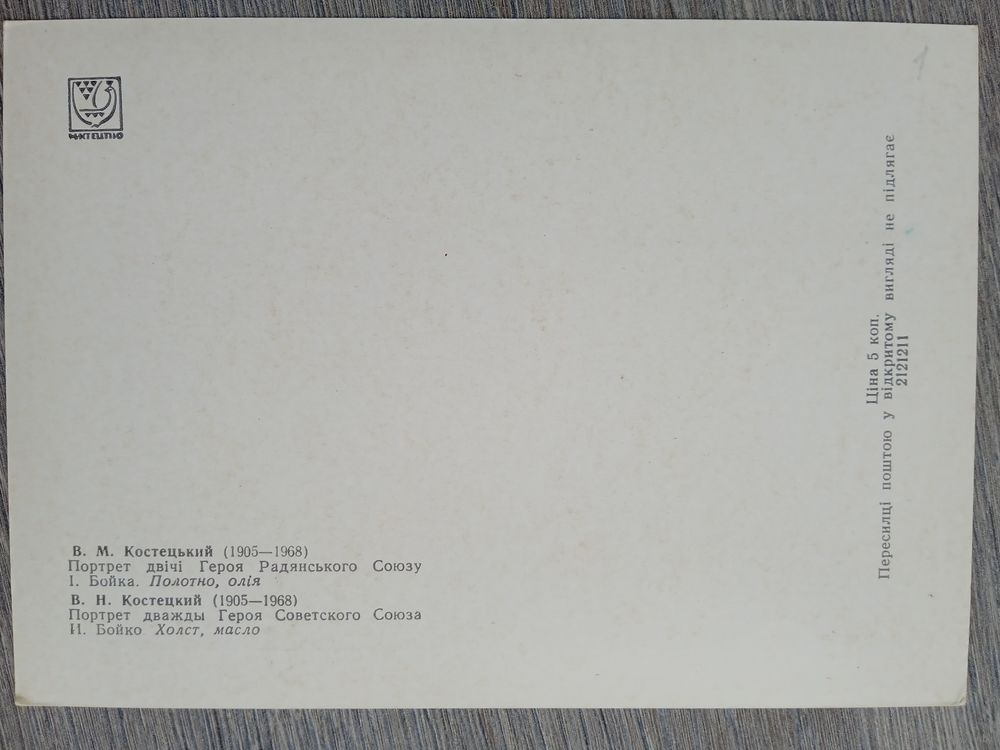 МИСТЕЦТВО
В. М. Костецький (1905—1968)
Портрет двічі Героя Радянського Союзу
І. Бойка. Полотно, олія
В. Н. Костецкий (1905—1968)
Портрет дважды Героя Советского Союза
И. Бойко Холст, масло
Ціна 5 коп.
Пересилці поштою у відкритому вигляді не підлягає
2121211
1